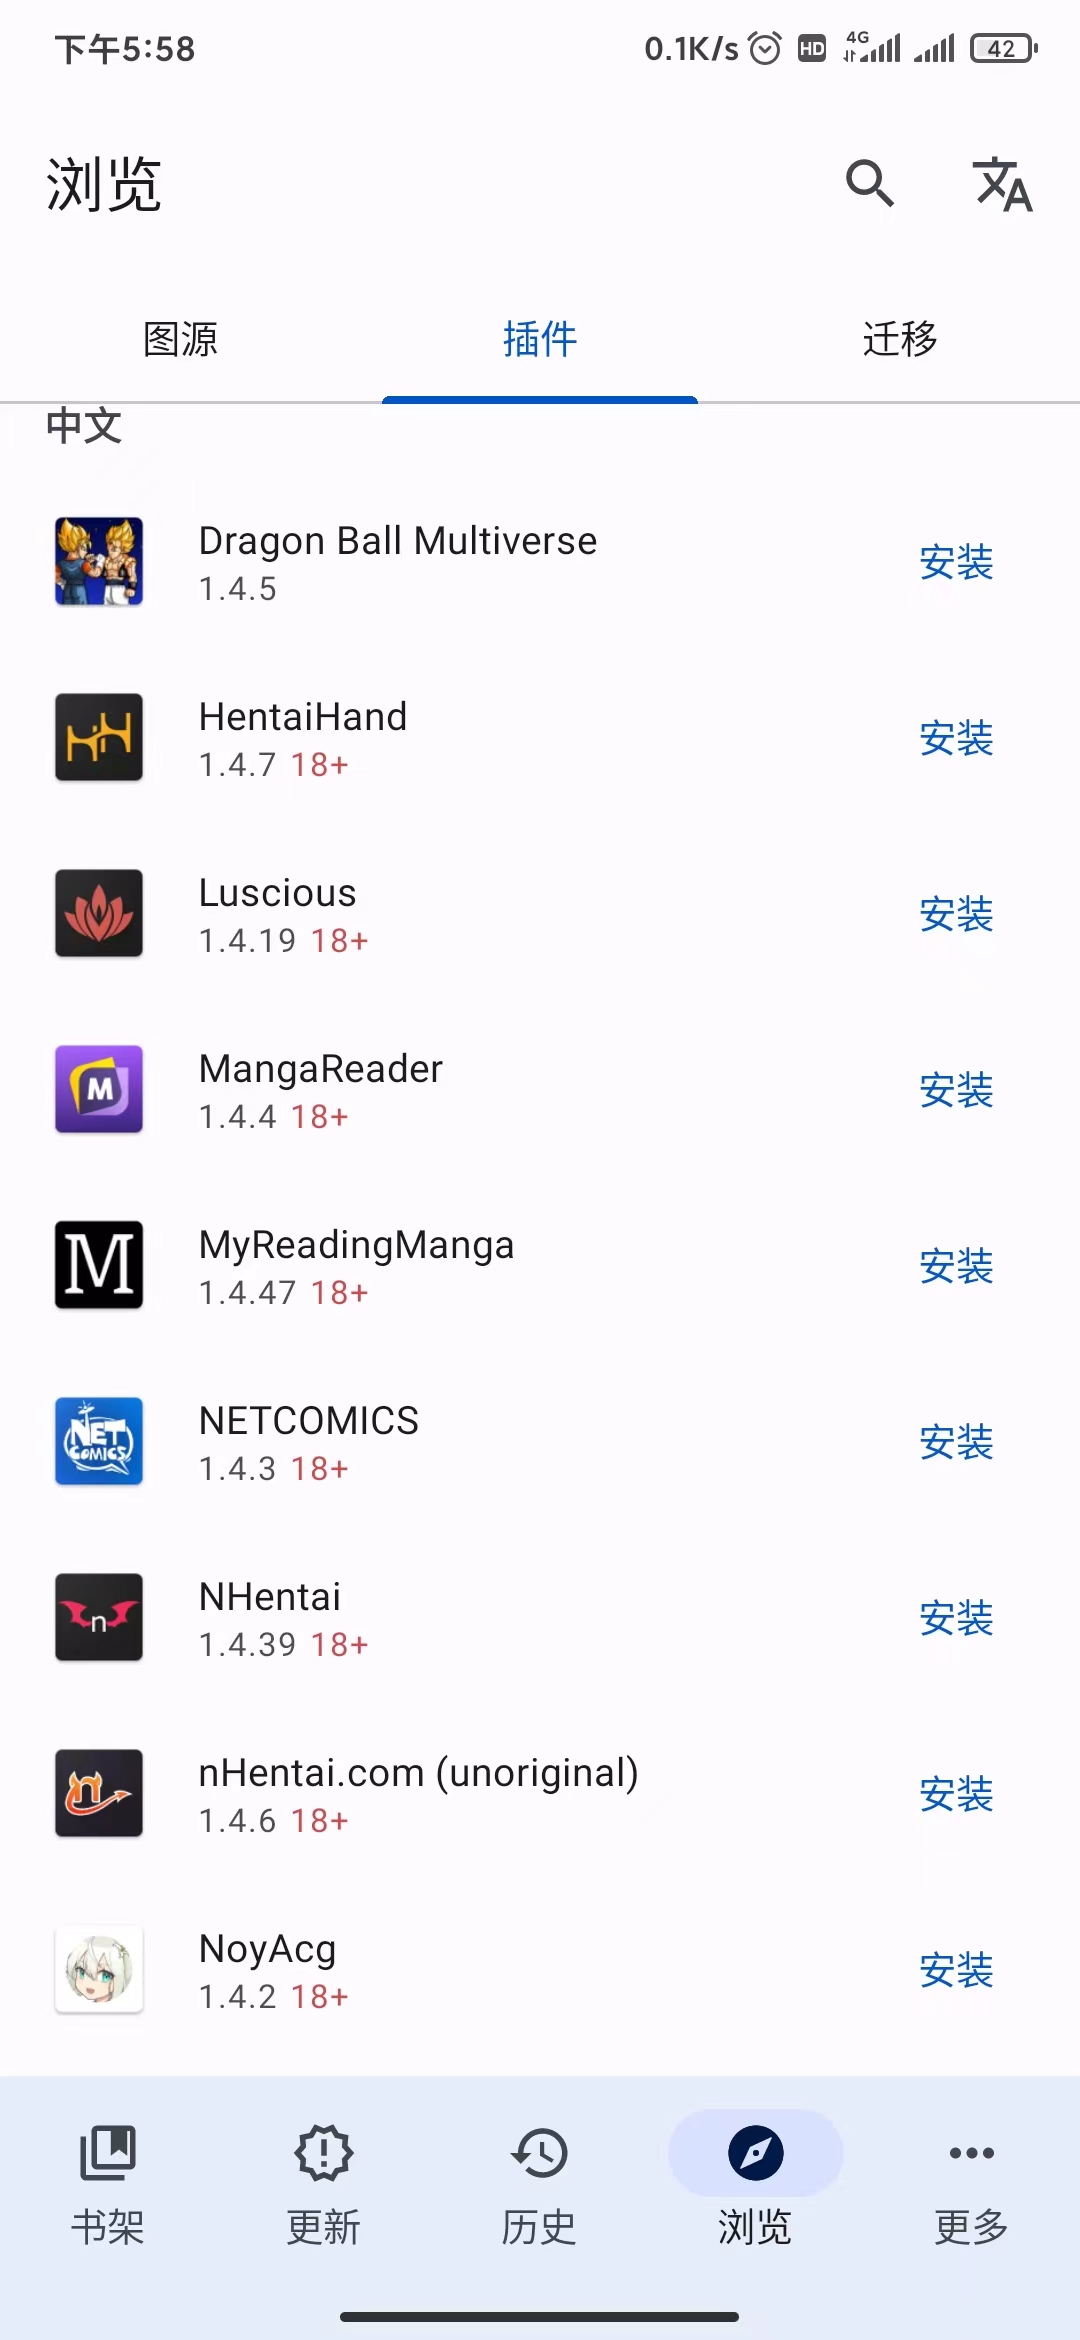 下午5:58
0.1K/s HD 4G 42
浏览
图源 插件 迁移
中文
Dragon Ball Multiverse
1.4.5
安装
HentaiHand
1.4.7 18+
安装
Luscious
1.4.19 18+
安装
MangaReader
1.4.4 18+
安装
MyReadingManga
1.4.47 18+
安装
NETCOMICS
1.4.3 18+
安装
NHentai
1.4.39 18+
安装
nHentai.com (unoriginal)
1.4.6 18+
安装
NoyAcg
1.4.2 18+
安装
书架 更新 历史 浏览 更多